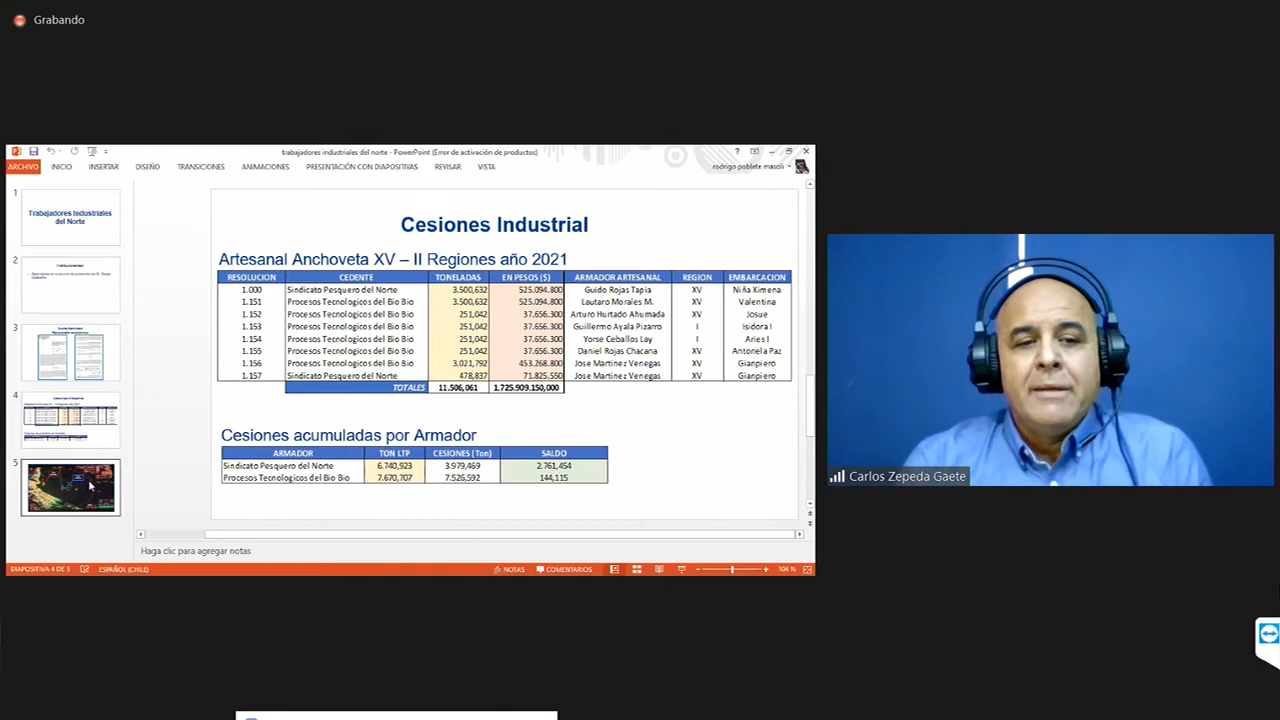 Grabando
trabajadores industriales del norte - PowerPoint (Error de activación de productos)
ARCHIVO INICIO INSERTAR DISEÑO TRANSICIONES ANIMACIONES PRESENTACIÓN CON DIAPOSITIVAS REVISAR VISTA rodrigo poblete masoli
1
Trabajadores Industriales
del Norte
2
3
4
5
Cesiones Industrial
Artesanal Anchoveta XV – II Regiones año 2021
RESOLUCION CEDENTE TONELADAS EN PESOS ($) ARMADOR ARTESANAL REGION EMBARCACION
1.000 Sindicato Pesquero del Norte 3.500,632 525.094.800 Guido Rojas Tapia XV Niña Ximena
1.151 Procesos Tecnologicos del Bio Bio 3.500,632 525.094.800 Lautaro Morales M. XV Valentina
1.152 Procesos Tecnologicos del Bio Bio 251,042 37.656.300 Arturo Hurtado Ahumada XV Josue
1.153 Procesos Tecnologicos del Bio Bio 251,042 37.656.300 Guillermo Ayala Pizarro I Isidora I
1.154 Procesos Tecnologicos del Bio Bio 251,042 37.656.300 Yorse Ceballos Lay I Aries I
1.155 Procesos Tecnologicos del Bio Bio 251,042 37.656.300 Daniel Rojas Chacana XV Antonela Paz
1.156 Procesos Tecnologicos del Bio Bio 3.021,792 453.268.800 Jose Martinez Venegas XV Gianpiero
1.157 Sindicato Pesquero del Norte 478,837 71.825.550 Jose Martinez Venegas XV Gianpiero
TOTALES 11.506,061 1.725.909.150,000
Cesiones acumuladas por Armador
ARMADOR TON LTP CESIONES (Ton) SALDO
Sindicato Pesquero del Norte 6.740,923 3.979,469 2.761,454
Procesos Tecnologicos del Bio Bio 7.670,707 7.526,592 144,115
Haga clic para agregar notas
DIAPOSITIVA 4 DE 5 ESPAÑOL (CHILE) NOTAS COMENTARIOS 104 %
Carlos Zepeda Gaete